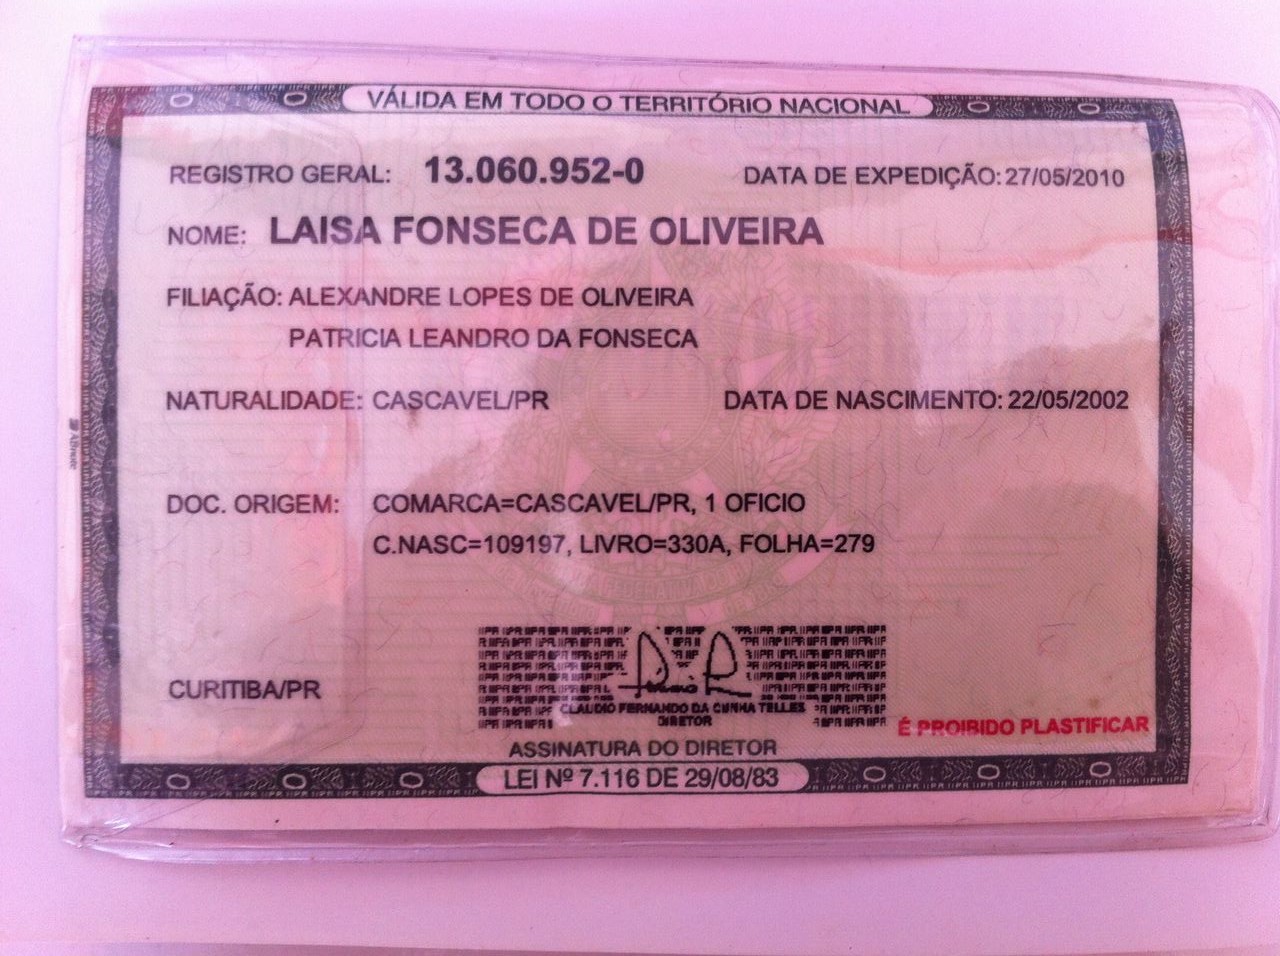 VÁLIDA EM TODO O TERRITÓRIO NACIONAL
REGISTRO GERAL: 13.060.952-0 DATA DE EXPEDIÇÃO: 27/05/2010
NOME: LAISA FONSECA DE OLIVEIRA
FILIAÇÃO: ALEXANDRE LOPES DE OLIVEIRA
PATRICIA LEANDRO DA FONSECA
NATURALIDADE: CASCAVEL/PR DATA DE NASCIMENTO: 22/05/2002
DOC. ORIGEM: COMARCA=CASCAVEL/PR, 1 OFICIO
C.NASC=109197, LIVRO=330A, FOLHA=279
CURITIBA/PR
CLAUDIO FERNANDO DA CUNHA TELLES
DIRETOR
É PROIBIDO PLASTIFICAR
ASSINATURA DO DIRETOR
LEI Nº 7.116 DE 29/08/83